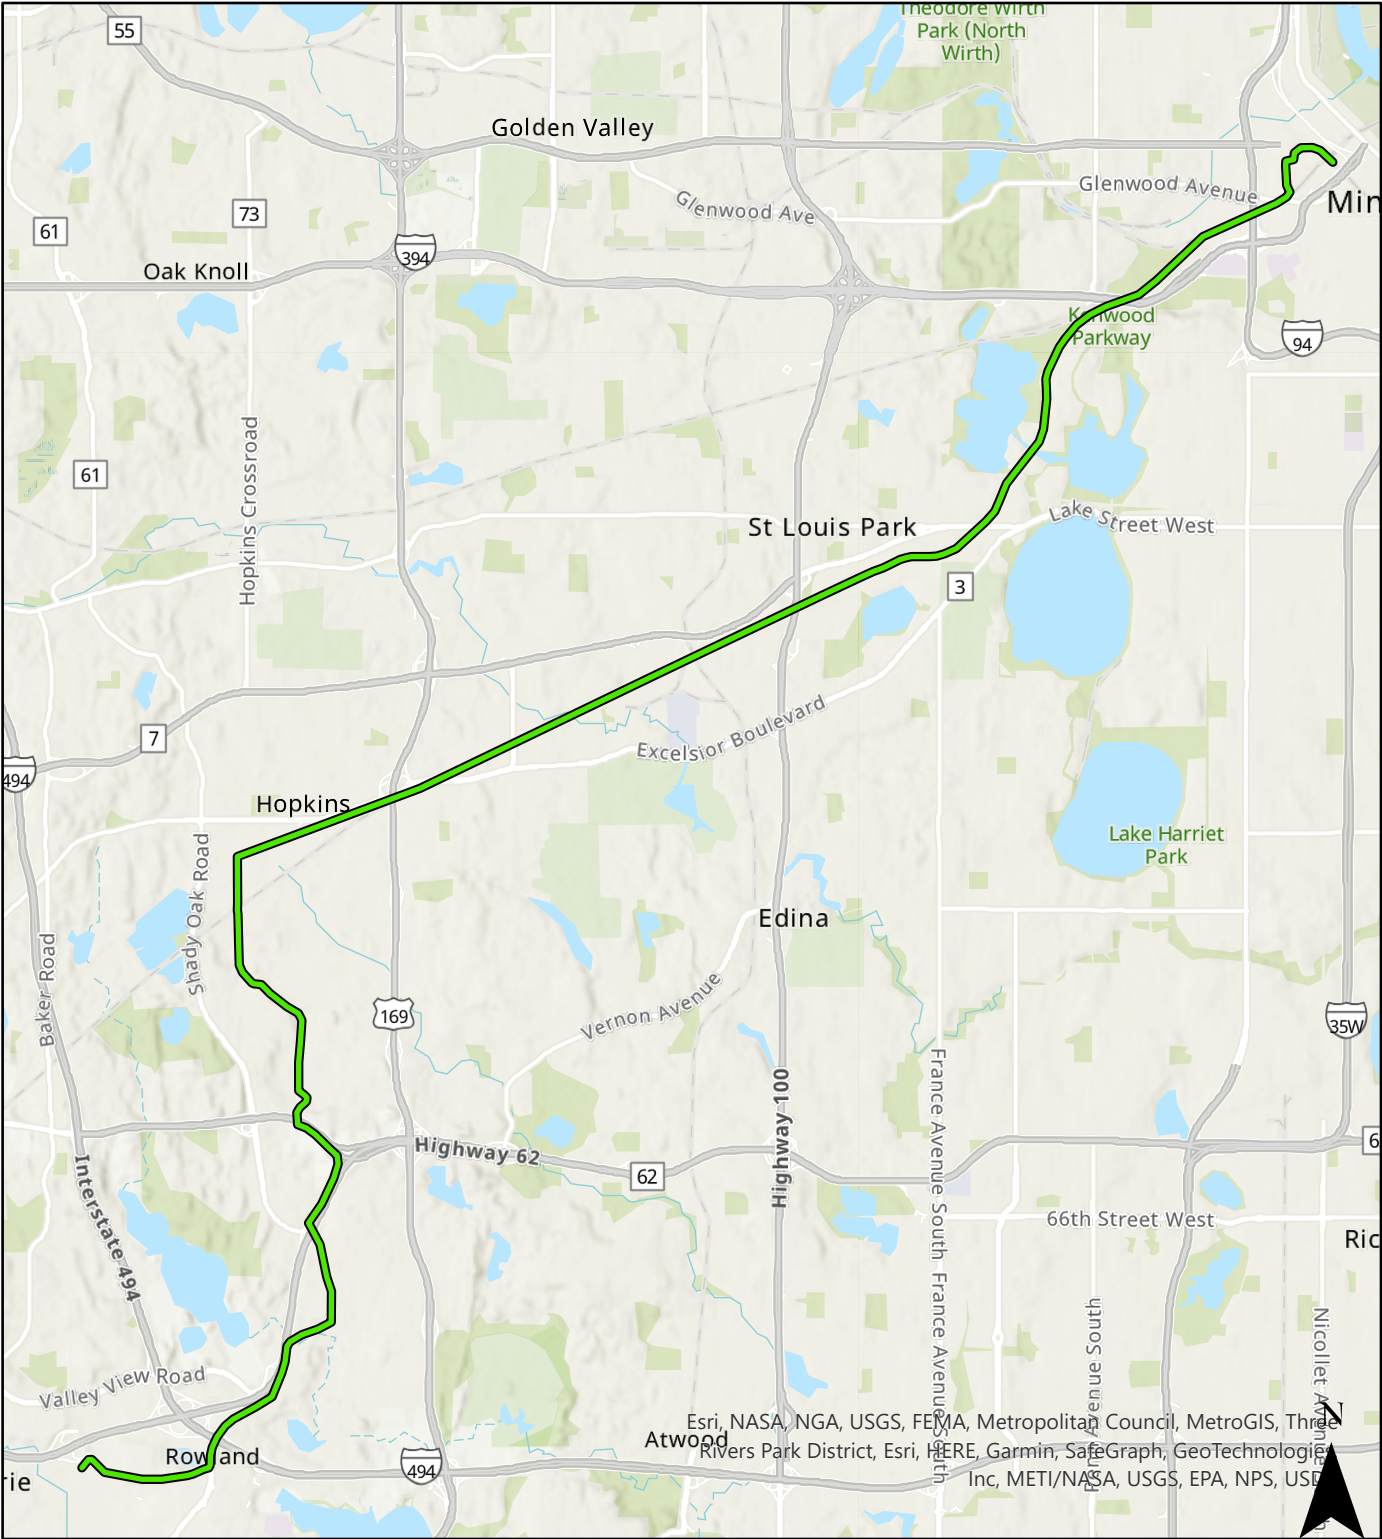 Theodore Wirth
Park (North
Wirth)
55
Golden Valley
Glenwood Avenue
Glenwood Ave
Min
73
61
394
Oak Knoll
Kenwood
Parkway
94
Hopkins Crossroad
61
Lake Street West
St Louis Park
3
7
494
Excelsior Boulevard
Hopkins
Lake Harriet
Park
Shady Oak Road
Edina
Baker Road
Vernon Avenue
169
35W
France Avenue South
Highway 100
Highway 62
62
6
Interstate 494
66th Street West
Ric
France Avenue South
Penn Avenue South
Nicollet Avenue
Valley View Road
Rowland
rie
494
Atwood
N
Esri, NASA, NGA, USGS, FEMA, Metropolitan Council, MetroGIS, Three
Rivers Park District, Esri, HERE, Garmin, SafeGraph, GeoTechnologies,
Inc, METI/NASA, USGS, EPA, NPS, USDA